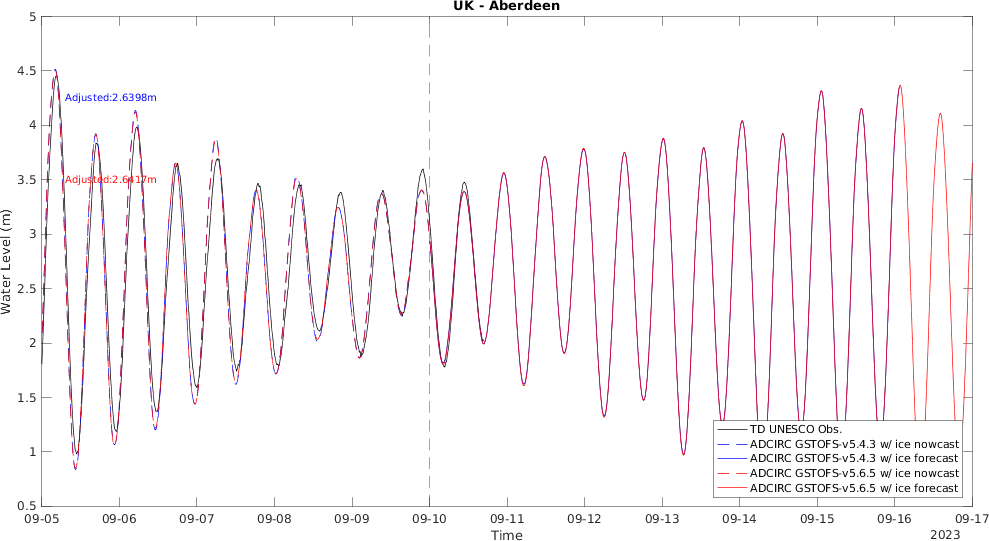 UK - Aberdeen
5
4.5
4
3.5
3
2.5
2
1.5
1
0.5
Water Level (m)
Adjusted:2.6398m
Adjusted:2.6417m
TD UNESCO Obs.
ADCIRC GSTOFS-v5.4.3 w/ ice nowcast
ADCIRC GSTOFS-v5.4.3 w/ ice forecast
ADCIRC GSTOFS-v5.6.5 w/ ice nowcast
ADCIRC GSTOFS-v5.6.5 w/ ice forecast
09-05 09-06 09-07 09-08 09-09 09-10 09-11 09-12 09-13 09-14 09-15 09-16 09-17
Time
2023